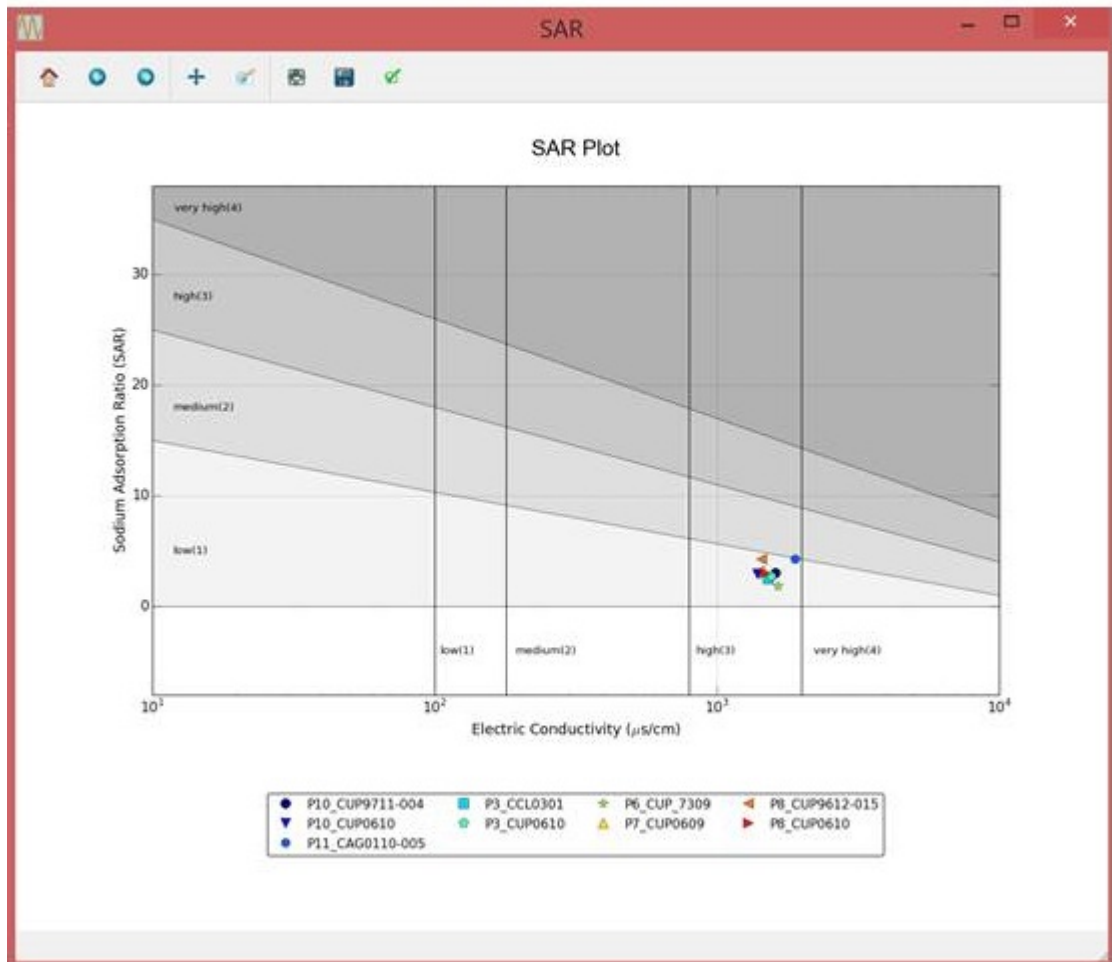 SAR
SAR Plot
very high(4)
30
high(3)
20
medium(2)
10
low(1)
0
Sodium Adsorption Ratio (SAR)
low(1) medium(2) high(3) very high(4)
10¹ 10² 10³ 10⁴
Electric Conductivity (μs/cm)
P10_CUP9711-004 P3_CCL0301 P6_CUP_7309 P8_CUP9612-015
P10_CUP0610 P3_CUP0610 P7_CUP0609 P8_CUP0610
P11_CAG0110-005